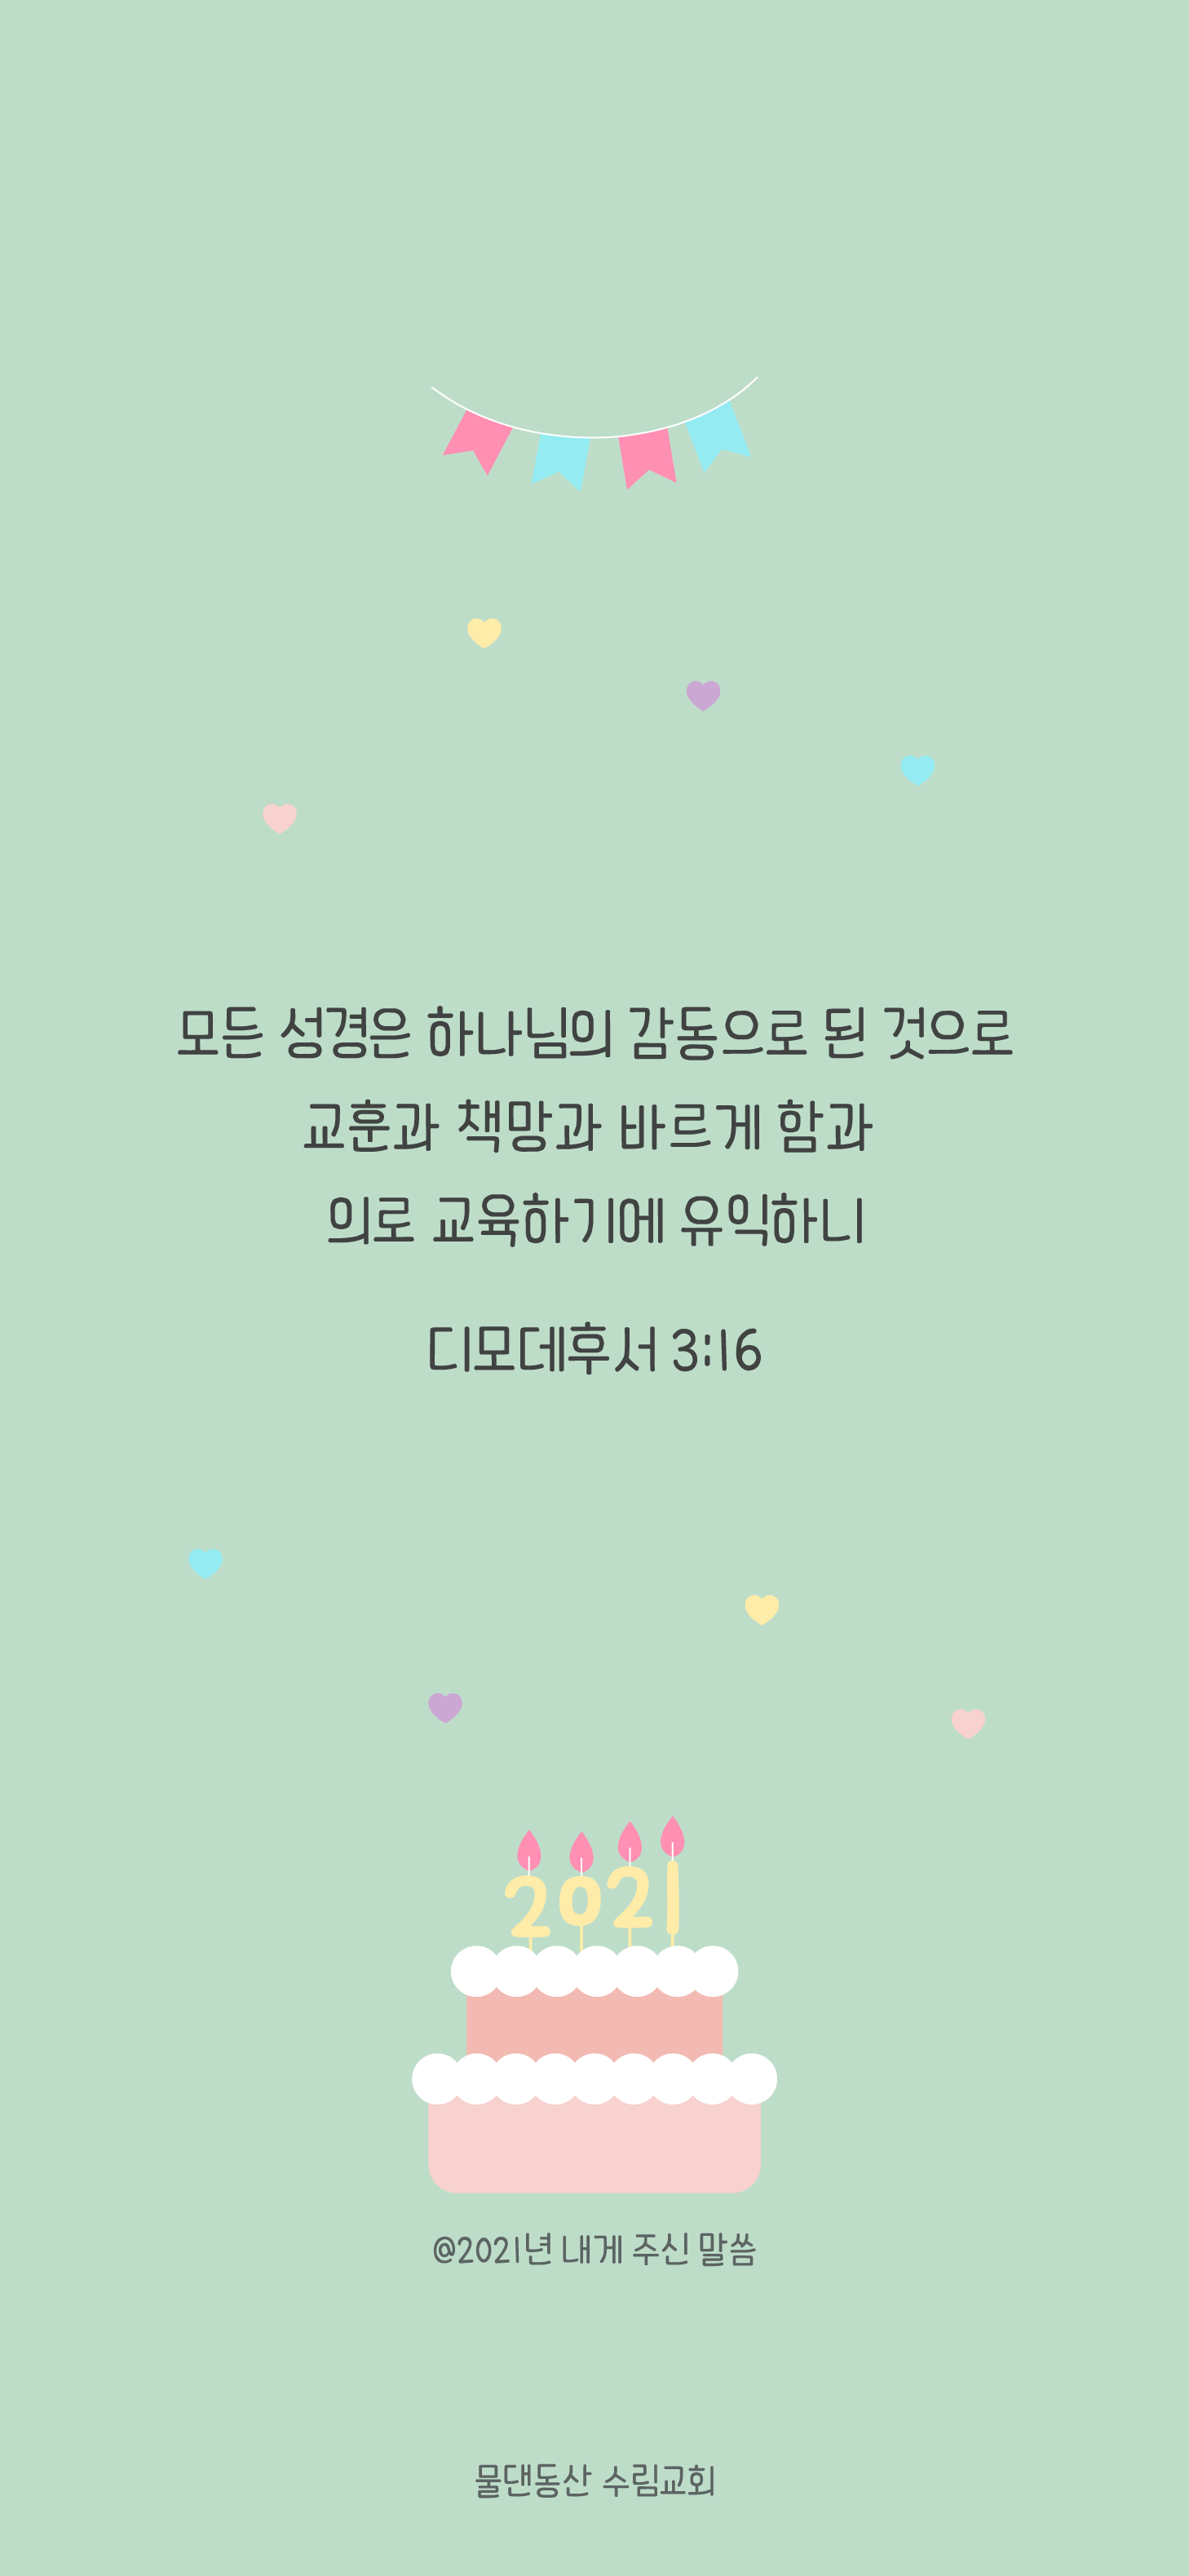 모든 성경은 하나님의 감동으로 된 것으로
교훈과 책망과 바르게 함과
의로 교육하기에 유익하니
디모데후서 3:16
2021
@2021년 내게 주신 말씀
물댄동산 수림교회